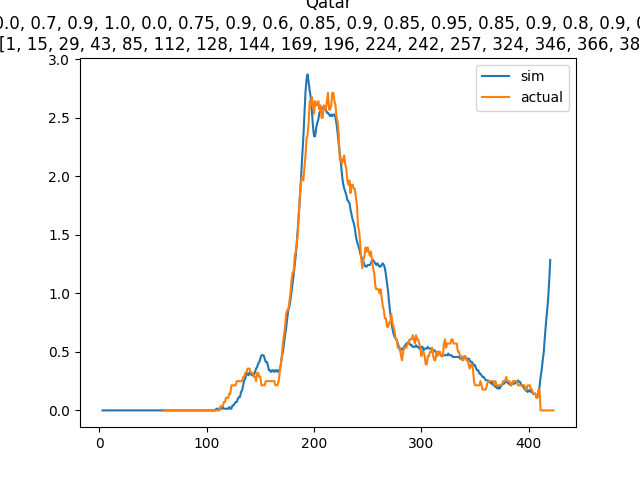 Qatar
0.0, 0.7, 0.9, 1.0, 0.0, 0.75, 0.9, 0.6, 0.85, 0.9, 0.85, 0.95, 0.85, 0.9, 0.8, 0.9,
[1, 15, 29, 43, 85, 112, 128, 144, 169, 196, 224, 242, 257, 324, 346, 366, 38
3.0
2.5
2.0
1.5
1.0
0.5
0.0
0
100
200
300
400
sim
actual